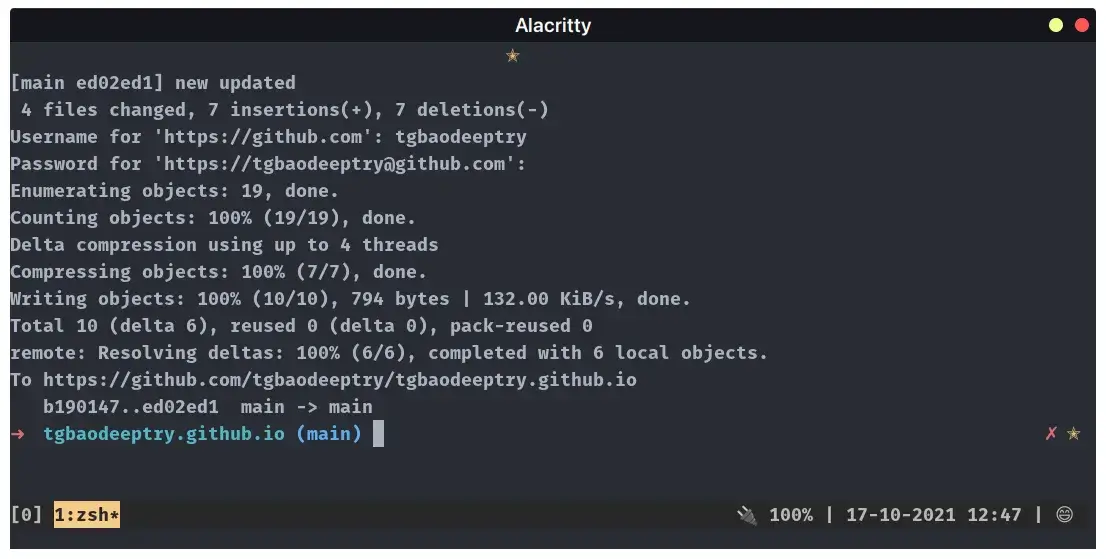 Alacritty
✭
[main ed02ed1] new updated
 4 files changed, 7 insertions(+), 7 deletions(-)
Username for 'https://github.com': tgbaodeeptry
Password for 'https://tgbaodeeptry@github.com':
Enumerating objects: 19, done.
Counting objects: 100% (19/19), done.
Delta compression using up to 4 threads
Compressing objects: 100% (7/7), done.
Writing objects: 100% (10/10), 794 bytes | 132.00 KiB/s, done.
Total 10 (delta 6), reused 0 (delta 0), pack-reused 0
remote: Resolving deltas: 100% (6/6), completed with 6 local objects.
To https://github.com/tgbaodeeptry/tgbaodeeptry.github.io
   b190147..ed02ed1  main -> main
➜  tgbaodeeptry.github.io (main) ✗ ✭
[0] 1:zsh* 🔌 100% | 17-10-2021 12:47 | 😄